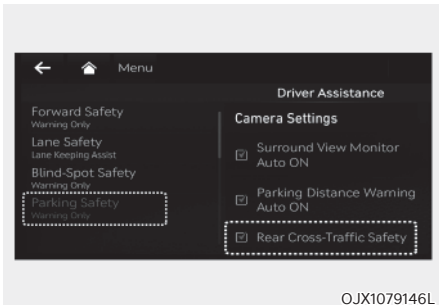 Menu
Driver Assistance
Forward Safety
Warning Only
Lane Safety
Lane Keeping Assist
Blind-Spot Safety
Warning Only
Parking Safety
Warning Only
Camera Settings
Surround View Monitor
Auto ON
Parking Distance Warning
Auto ON
Rear Cross-Traffic Safety
OJX1079146L